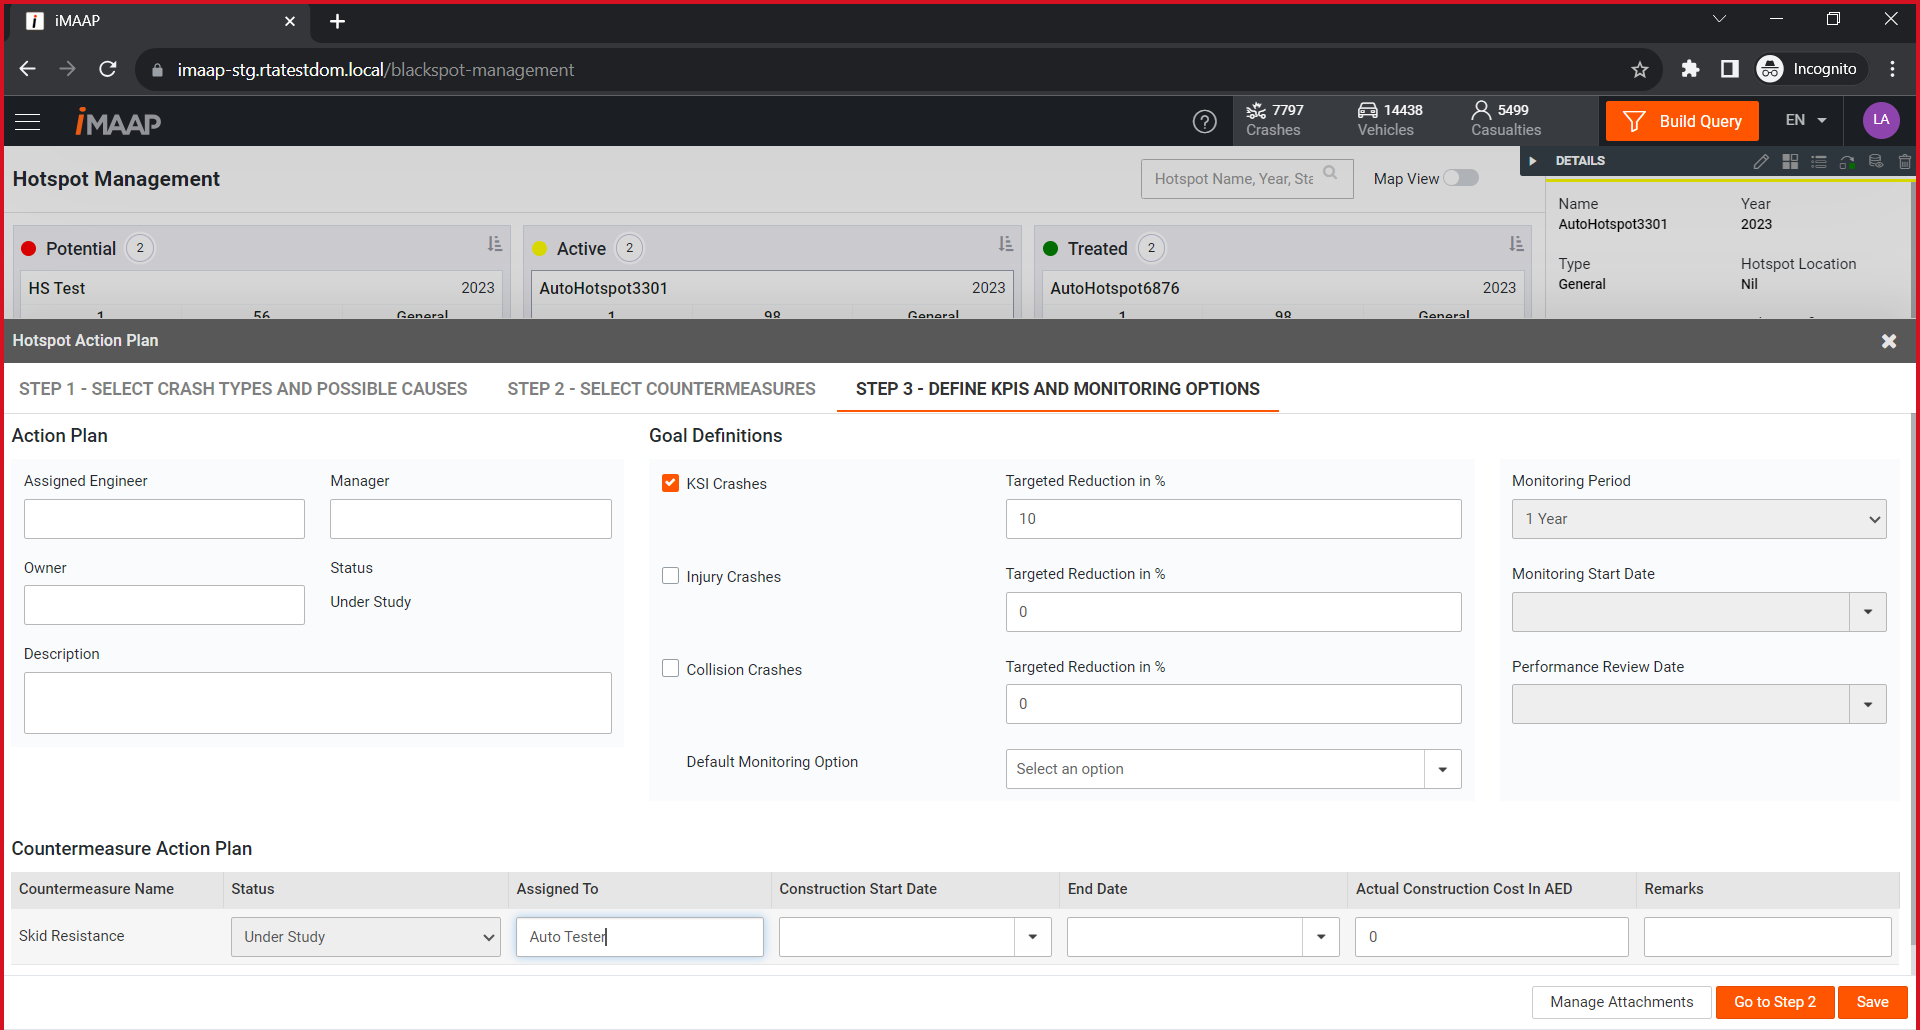 iMAAP
imaap-stg.rtatestdom.local/blackspot-management
Incognito
iMAAP
7797
Crashes
14438
Vehicles
5499
Casualties
Build Query
EN
LA
Hotspot Management
Hotspot Name, Year, Sta
Map View
DETAILS
Name
AutoHotspot3301
Year
2023
Type
General
Hotspot Location
Nil
Potential 2
HS Test 2023
1 56 General
Active 2
AutoHotspot3301 2023
1 98 General
Treated 2
AutoHotspot6876 2023
1 98 General
Hotspot Action Plan
STEP 1 - SELECT CRASH TYPES AND POSSIBLE CAUSES
STEP 2 - SELECT COUNTERMEASURES
STEP 3 - DEFINE KPIS AND MONITORING OPTIONS
Action Plan
Assigned Engineer
Manager
Owner
Status
Under Study
Description
Goal Definitions
KSI Crashes
Targeted Reduction in %
10
Injury Crashes
Targeted Reduction in %
0
Collision Crashes
Targeted Reduction in %
0
Default Monitoring Option
Select an option
Monitoring Period
1 Year
Monitoring Start Date
Performance Review Date
Countermeasure Action Plan
Countermeasure Name Status Assigned To Construction Start Date End Date Actual Construction Cost In AED Remarks
Skid Resistance Under Study Auto Tester 0
Manage Attachments
Go to Step 2
Save